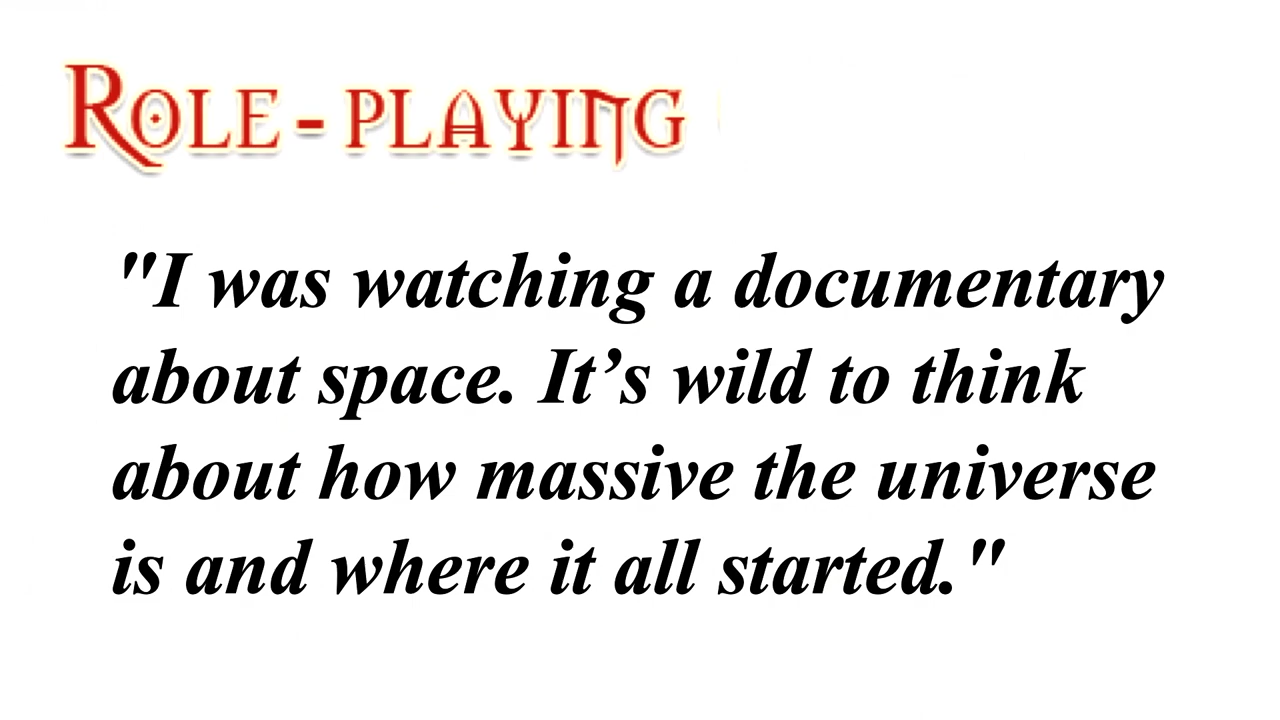 Role - playing
"I was watching a documentary
about space. It’s wild to think
about how massive the universe
is and where it all started."